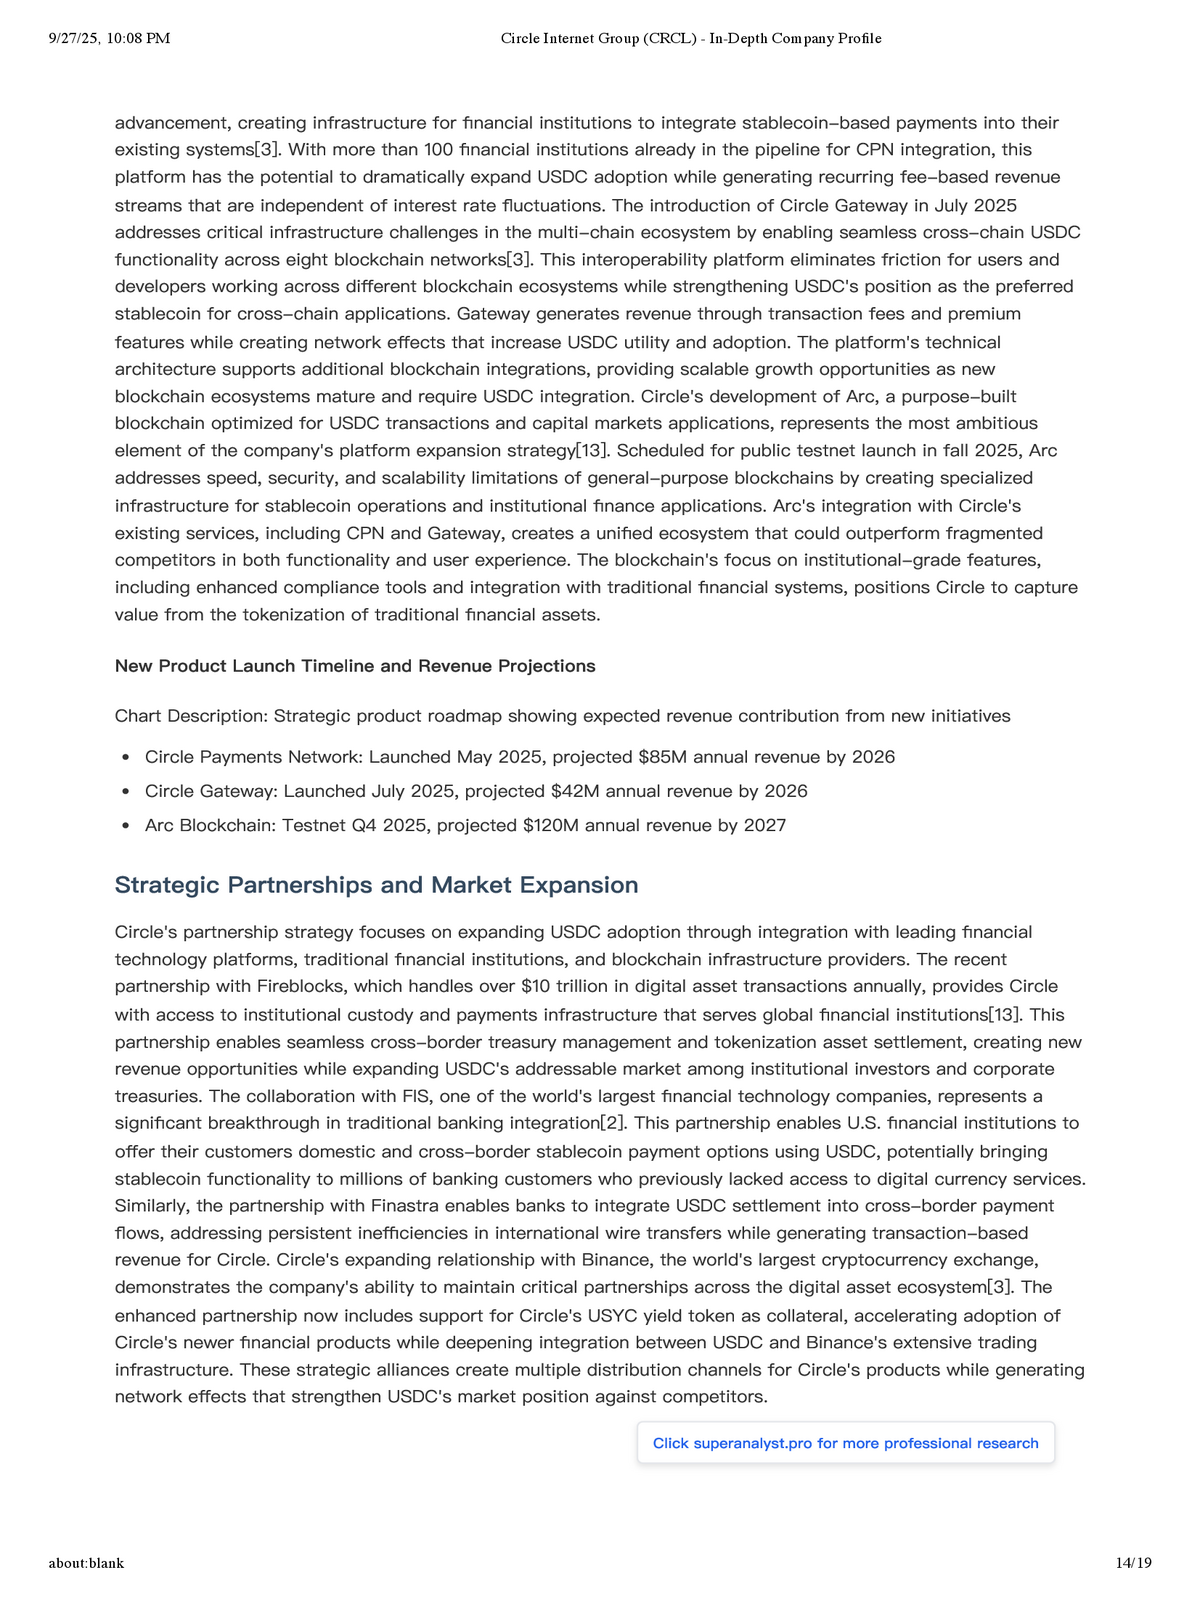 9/27/25, 10:08 PM
Circle Internet Group (CRCL) - In-Depth Company Profile
advancement, creating infrastructure for financial institutions to integrate stablecoin-based payments into their
existing systems[3]. With more than 100 financial institutions already in the pipeline for CPN integration, this
platform has the potential to dramatically expand USDC adoption while generating recurring fee-based revenue
streams that are independent of interest rate fluctuations. The introduction of Circle Gateway in July 2025
addresses critical infrastructure challenges in the multi-chain ecosystem by enabling seamless cross-chain USDC
functionality across eight blockchain networks[3]. This interoperability platform eliminates friction for users and
developers working across different blockchain ecosystems while strengthening USDC's position as the preferred
stablecoin for cross-chain applications. Gateway generates revenue through transaction fees and premium
features while creating network effects that increase USDC utility and adoption. The platform's technical
architecture supports additional blockchain integrations, providing scalable growth opportunities as new
blockchain ecosystems mature and require USDC integration. Circle's development of Arc, a purpose-built
blockchain optimized for USDC transactions and capital markets applications, represents the most ambitious
element of the company's platform expansion strategy[13]. Scheduled for public testnet launch in fall 2025, Arc
addresses speed, security, and scalability limitations of general-purpose blockchains by creating specialized
infrastructure for stablecoin operations and institutional finance applications. Arc's integration with Circle's
existing services, including CPN and Gateway, creates a unified ecosystem that could outperform fragmented
competitors in both functionality and user experience. The blockchain's focus on institutional-grade features,
including enhanced compliance tools and integration with traditional financial systems, positions Circle to capture
value from the tokenization of traditional financial assets.
New Product Launch Timeline and Revenue Projections
Chart Description: Strategic product roadmap showing expected revenue contribution from new initiatives
• Circle Payments Network: Launched May 2025, projected $85M annual revenue by 2026
• Circle Gateway: Launched July 2025, projected $42M annual revenue by 2026
• Arc Blockchain: Testnet Q4 2025, projected $120M annual revenue by 2027
Strategic Partnerships and Market Expansion
Circle's partnership strategy focuses on expanding USDC adoption through integration with leading financial
technology platforms, traditional financial institutions, and blockchain infrastructure providers. The recent
partnership with Fireblocks, which handles over $10 trillion in digital asset transactions annually, provides Circle
with access to institutional custody and payments infrastructure that serves global financial institutions[13]. This
partnership enables seamless cross-border treasury management and tokenization asset settlement, creating new
revenue opportunities while expanding USDC's addressable market among institutional investors and corporate
treasuries. The collaboration with FIS, one of the world's largest financial technology companies, represents a
significant breakthrough in traditional banking integration[2]. This partnership enables U.S. financial institutions to
offer their customers domestic and cross-border stablecoin payment options using USDC, potentially bringing
stablecoin functionality to millions of banking customers who previously lacked access to digital currency services.
Similarly, the partnership with Finastra enables banks to integrate USDC settlement into cross-border payment
flows, addressing persistent inefficiencies in international wire transfers while generating transaction-based
revenue for Circle. Circle's expanding relationship with Binance, the world's largest cryptocurrency exchange,
demonstrates the company's ability to maintain critical partnerships across the digital asset ecosystem[3]. The
enhanced partnership now includes support for Circle's USYC yield token as collateral, accelerating adoption of
Circle's newer financial products while deepening integration between USDC and Binance's extensive trading
infrastructure. These strategic alliances create multiple distribution channels for Circle's products while generating
network effects that strengthen USDC's market position against competitors.
Click superanalyst.pro for more professional research
about:blank
14/19